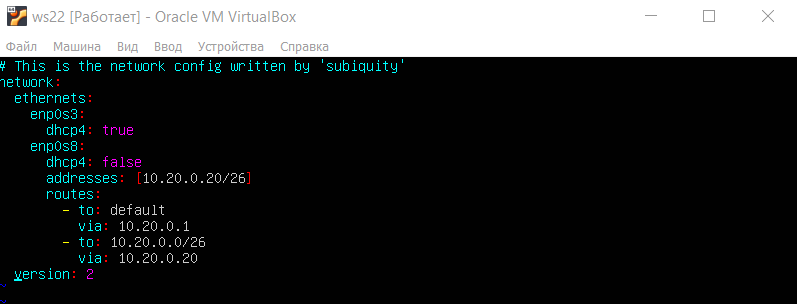 ws22 [Работает] - Oracle VM VirtualBox
Файл Машина Вид Ввод Устройства Справка
# This is the network config written by 'subiquity'
network:
  ethernets:
    enp0s3:
      dhcp4: true
    enp0s8:
      dhcp4: false
      addresses: [10.20.0.20/26]
      routes:
        - to: default
          via: 10.20.0.1
        - to: 10.20.0.0/26
          via: 10.20.0.20
  version: 2
~